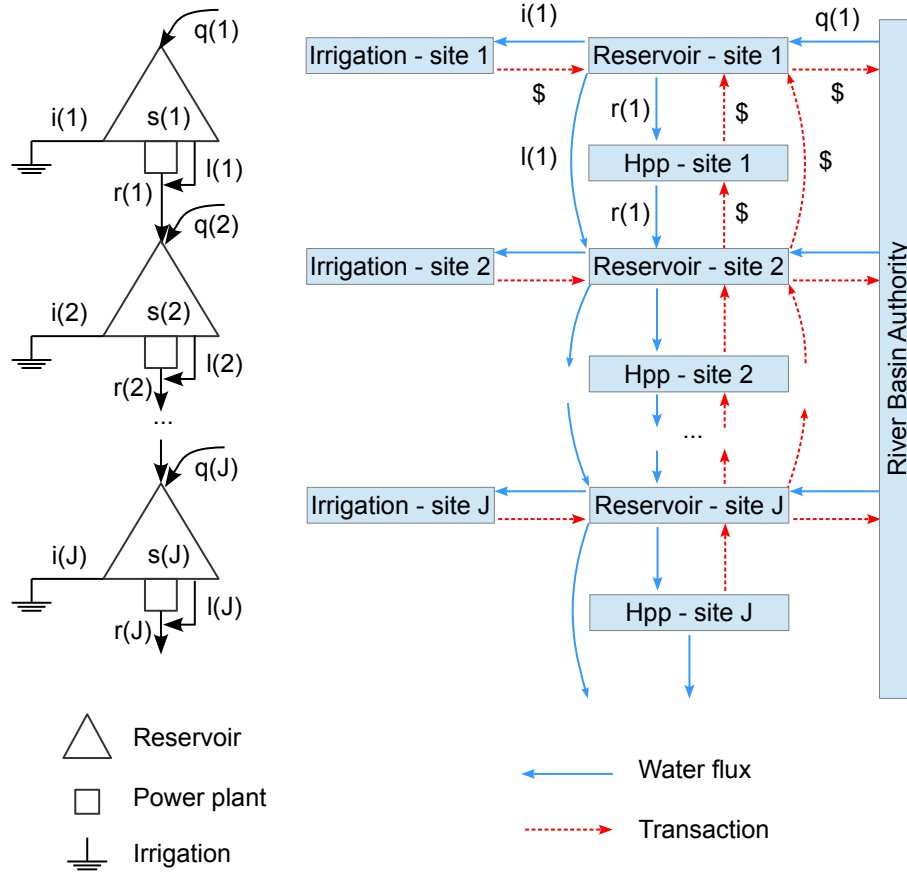 q(1)
i(1)
s(1)
l(1)
r(1)
q(2)
i(2)
s(2)
l(2)
r(2)
...
q(J)
i(J)
s(J)
l(J)
r(J)
Reservoir
Power plant
Irrigation
i(1)
q(1)
Irrigation - site 1
Reservoir - site 1
$
$
r(1)
$
l(1)
$
Hpp - site 1
r(1)
$
Irrigation - site 2
Reservoir - site 2
Hpp - site 2
...
Irrigation - site J
Reservoir - site J
Hpp - site J
River Basin Authority
Water flux
Transaction